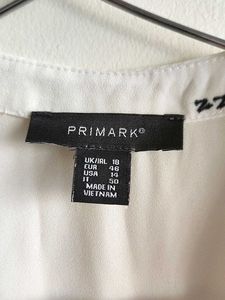 PRIMARK®
UK/IRL 18
EUR 46
USA 14
IT 50
MADE IN
VIETNAM